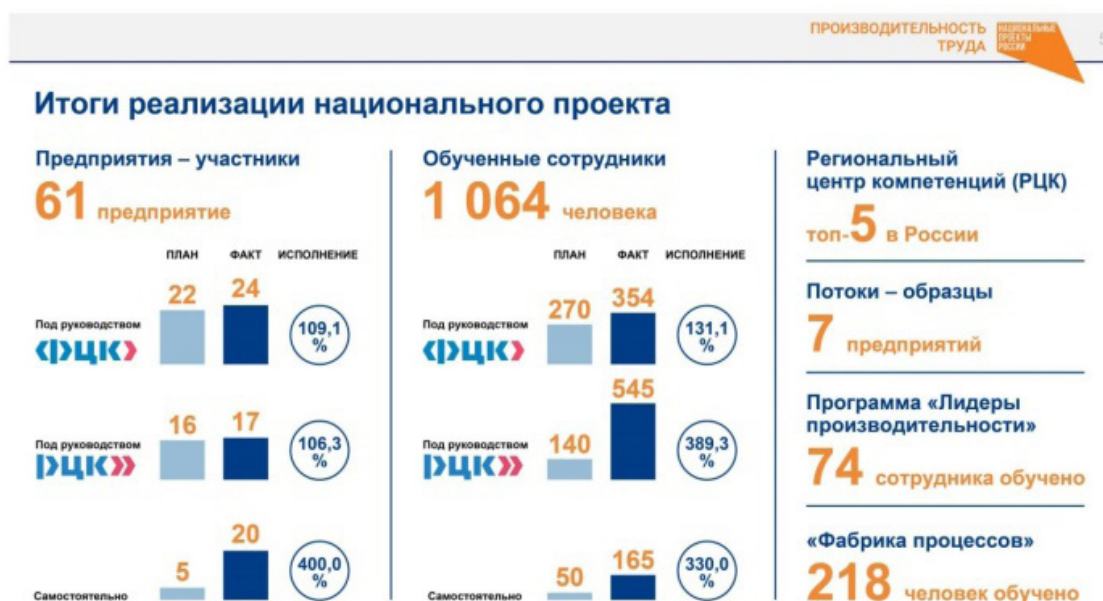 ПРОИЗВОДИТЕЛЬНОСТЬ
ТРУДА
НАЦИОНАЛЬНЫЕ
ПРОЕКТЫ
РОССИИ
Итоги реализации национального проекта
Предприятия – участники
61 предприятие
ПЛАН ФАКТ ИСПОЛНЕНИЕ
22 24
Под руководством
ФЦК
109,1
%
16 17
Под руководством
РЦК
106,3
%
5 20
Самостоятельно
400,0
%
Обученные сотрудники
1 064 человека
ПЛАН ФАКТ ИСПОЛНЕНИЕ
270 354
Под руководством
ФЦК
131,1
%
140 545
Под руководством
РЦК
389,3
%
50 165
Самостоятельно
330,0
%
Региональный
центр компетенций (РЦК)
топ-5 в России
Потоки – образцы
7 предприятий
Программа «Лидеры
производительности»
74 сотрудника обучено
«Фабрика процессов»
218 человек обучено